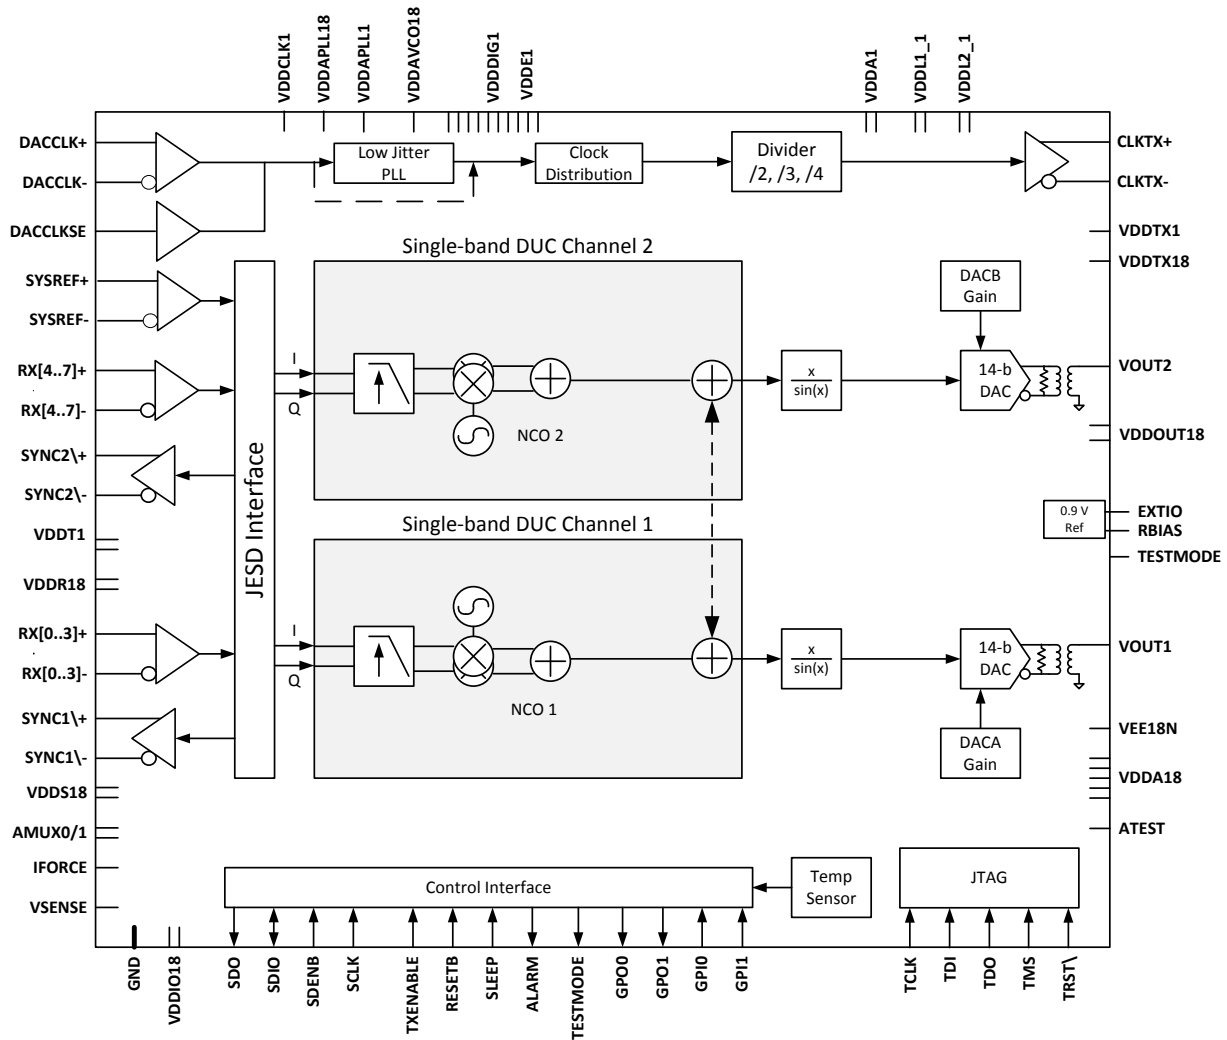 VDDCLK1
VDDAPLL18
VDDAPLL1
VDDAVCO18
VDDDIG1
VDDE1
VDDA1
VDDL1_1
VDDL2_1
DACCLK+
DACCLK-
DACCLKSE
Low Jitter
PLL
Clock
Distribution
Divider
/2, /3, /4
CLKTX+
CLKTX-
VDDTX1
VDDTX18
SYSREF+
SYSREF-
RX[4..7]+
RX[4..7]-
SYNC2\+
SYNC2\-
VDDT1
VDDR18
RX[0..3]+
RX[0..3]-
SYNC1\+
SYNC1\-
VDDS18
AMUX0/1
IFORCE
VSENSE
JESD Interface
Single-band DUC Channel 2
I
Q
NCO 2
x
sin(x)
DACB
Gain
14-b
DAC
VOUT2
VDDOUT18
0.9 V
Ref
EXTIO
RBIAS
TESTMODE
Single-band DUC Channel 1
I
Q
NCO 1
x
sin(x)
14-b
DAC
DACA
Gain
VOUT1
VEE18N
VDDA18
ATEST
Control Interface
Temp
Sensor
JTAG
GND
VDDIO18
SDO
SDIO
SDENB
SCLK
TXENABLE
RESETB
SLEEP
ALARM
TESTMODE
GPO0
GPO1
GPI0
GPI1
TCLK
TDI
TDO
TMS
TRST\